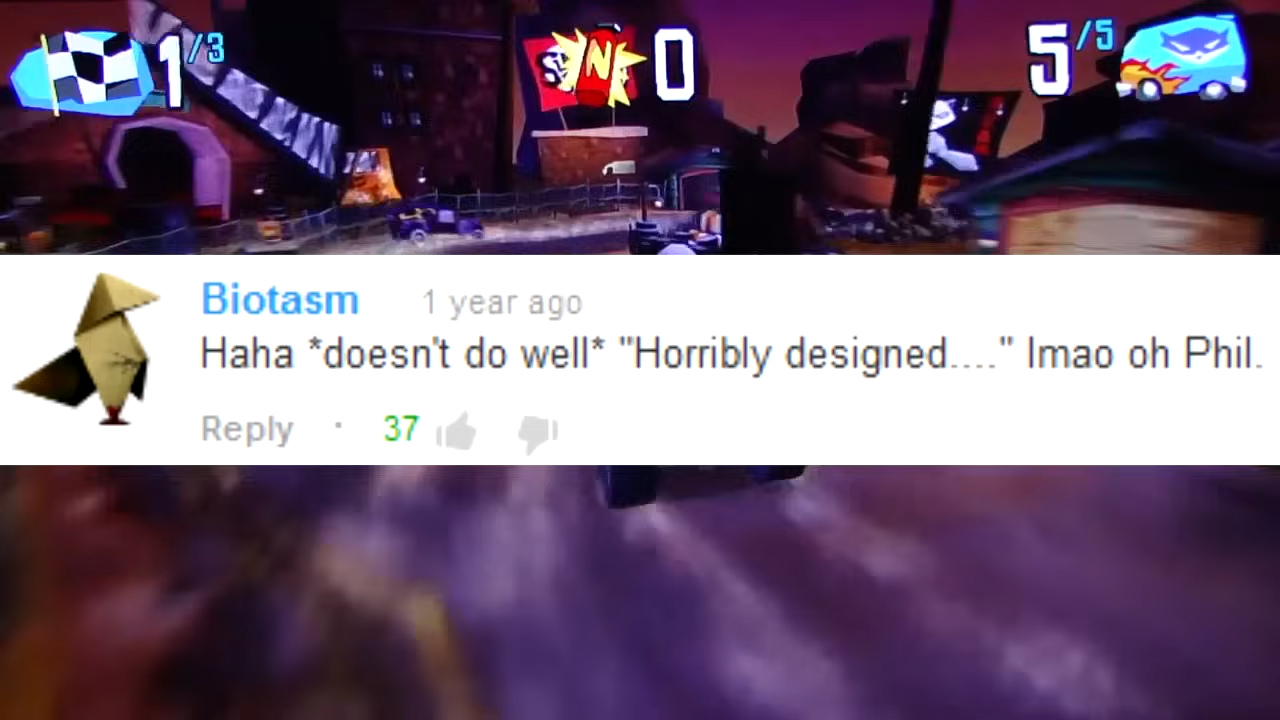 1/3
N
0
5/5
Biotasm 1 year ago
Haha *doesn't do well* "Horribly designed...." lmao oh Phil.
Reply · 37